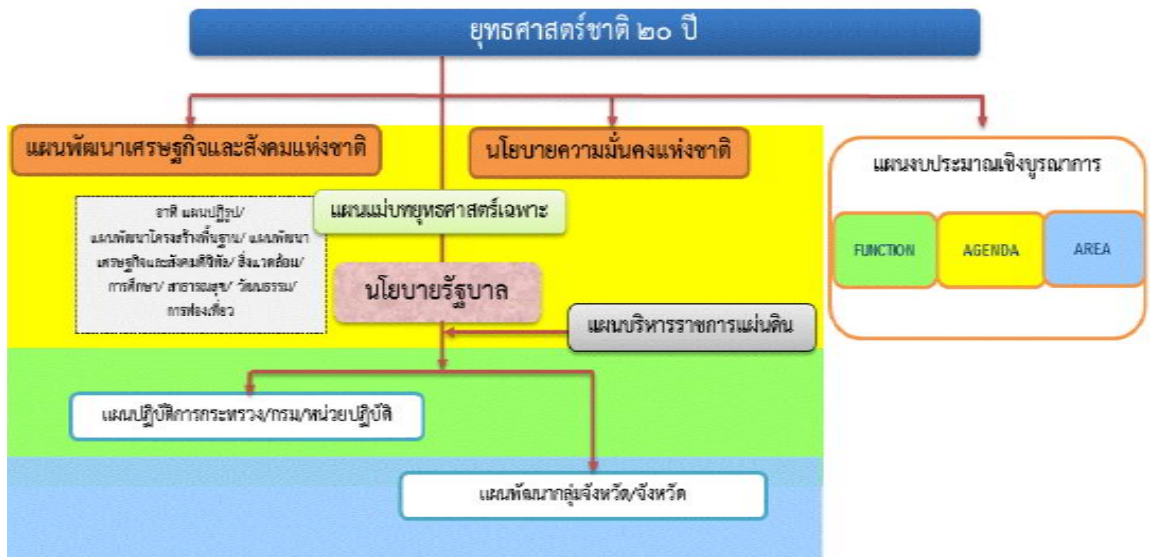 ยุทธศาสตร์ชาติ ๒๐ ปี
แผนพัฒนาเศรษฐกิจและสังคมแห่งชาติ
นโยบายความมั่นคงแห่งชาติ
แผนงบประมาณเชิงบูรณาการ
แผนแม่บทยุทธศาสตร์เฉพาะ
อาทิ แผนปฏิรูป/
แผนพัฒนาโครงสร้างพื้นฐาน/ แผนพัฒนา
เศรษฐกิจและสังคมดิจิทัล/ สิ่งแวดล้อม/
การศึกษา/ สาธารณสุข/ วัฒนธรรม/
การท่องเที่ยว
FUNCTION
AGENDA
AREA
นโยบายรัฐบาล
แผนบริหารราชการแผ่นดิน
แผนปฏิบัติการกระทรวง/กรม/หน่วยปฏิบัติ
แผนพัฒนากลุ่มจังหวัด/จังหวัด